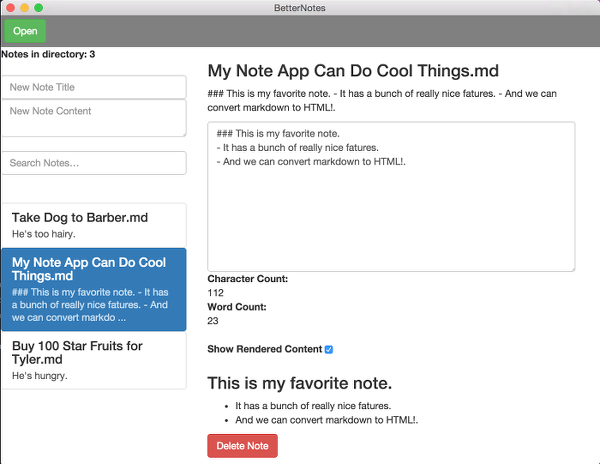 BetterNotes
Open
Notes in directory: 3
New Note Title
New Note Content
Search Notes...
Take Dog to Barber.md
He's too hairy.
My Note App Can Do Cool
Things.md
### This is my favorite note. - It has
a bunch of really nice fatures. - And
we can convert markdo ...
Buy 100 Star Fruits for
Tyler.md
He's hungry.
My Note App Can Do Cool Things.md
### This is my favorite note. - It has a bunch of really nice fatures. - And we can
convert markdown to HTML!.
### This is my favorite note.
- It has a bunch of really nice fatures.
- And we can convert markdown to HTML!.
Character Count:
112
Word Count:
23
Show Rendered Content
This is my favorite note.
• It has a bunch of really nice fatures.
• And we can convert markdown to HTML!.
Delete Note